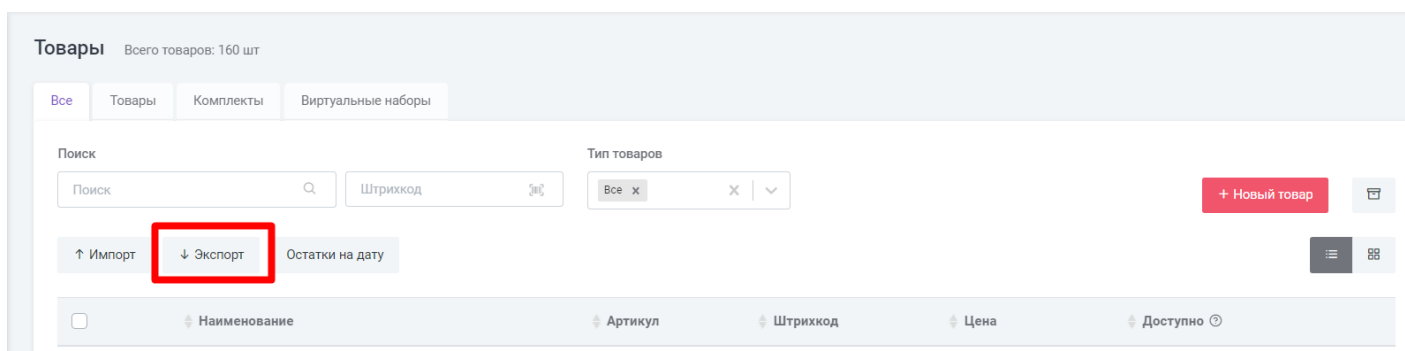 Товары Всего товаров: 160 шт
Все Товары Комплекты Виртуальные наборы
Поиск Тип товаров
Поиск Штрихкод Все x
+ Новый товар
↑ Импорт ↓ Экспорт Остатки на дату
Наименование Артикул Штрихкод Цена Доступно ?